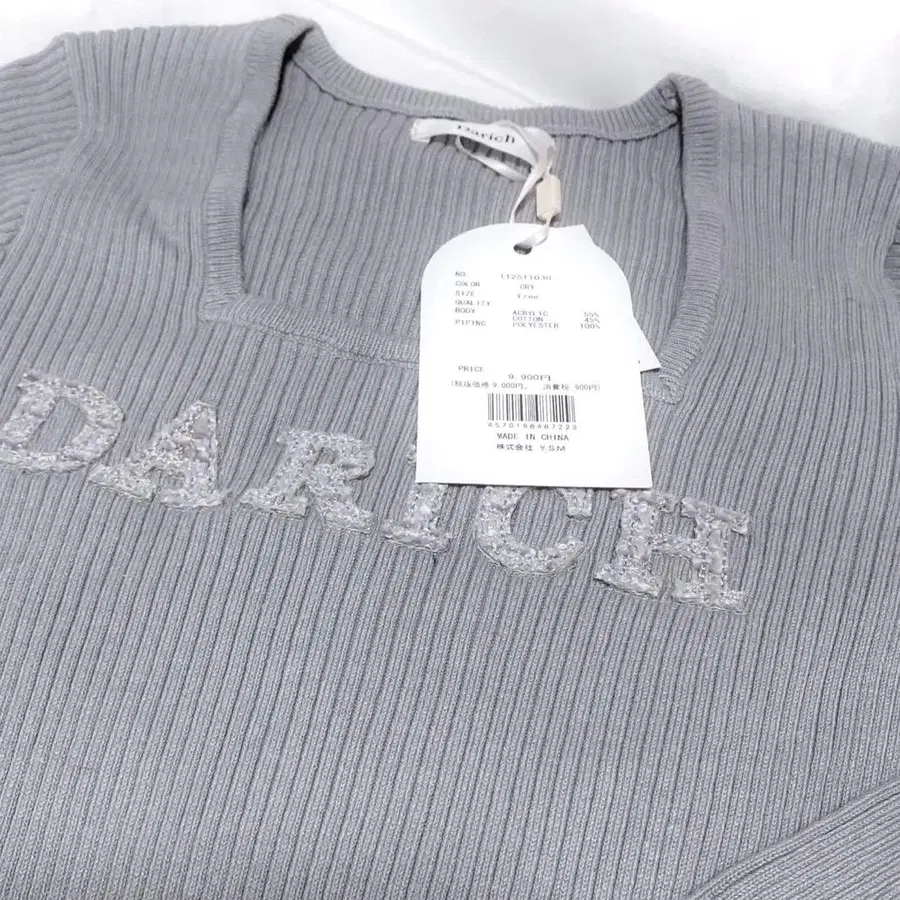 Darich
NO 112511030
COLOR GRY
SIZE Free
QUALITY
BODY ACRYLIC 55%
COTTON 45%
PIPING POLYESTER 100%
PRICE
9,900円
(税抜価格 9,000円, 消費税 900円)
4570198467229
MADE IN CHINA
株式会社 YSM
DARICH